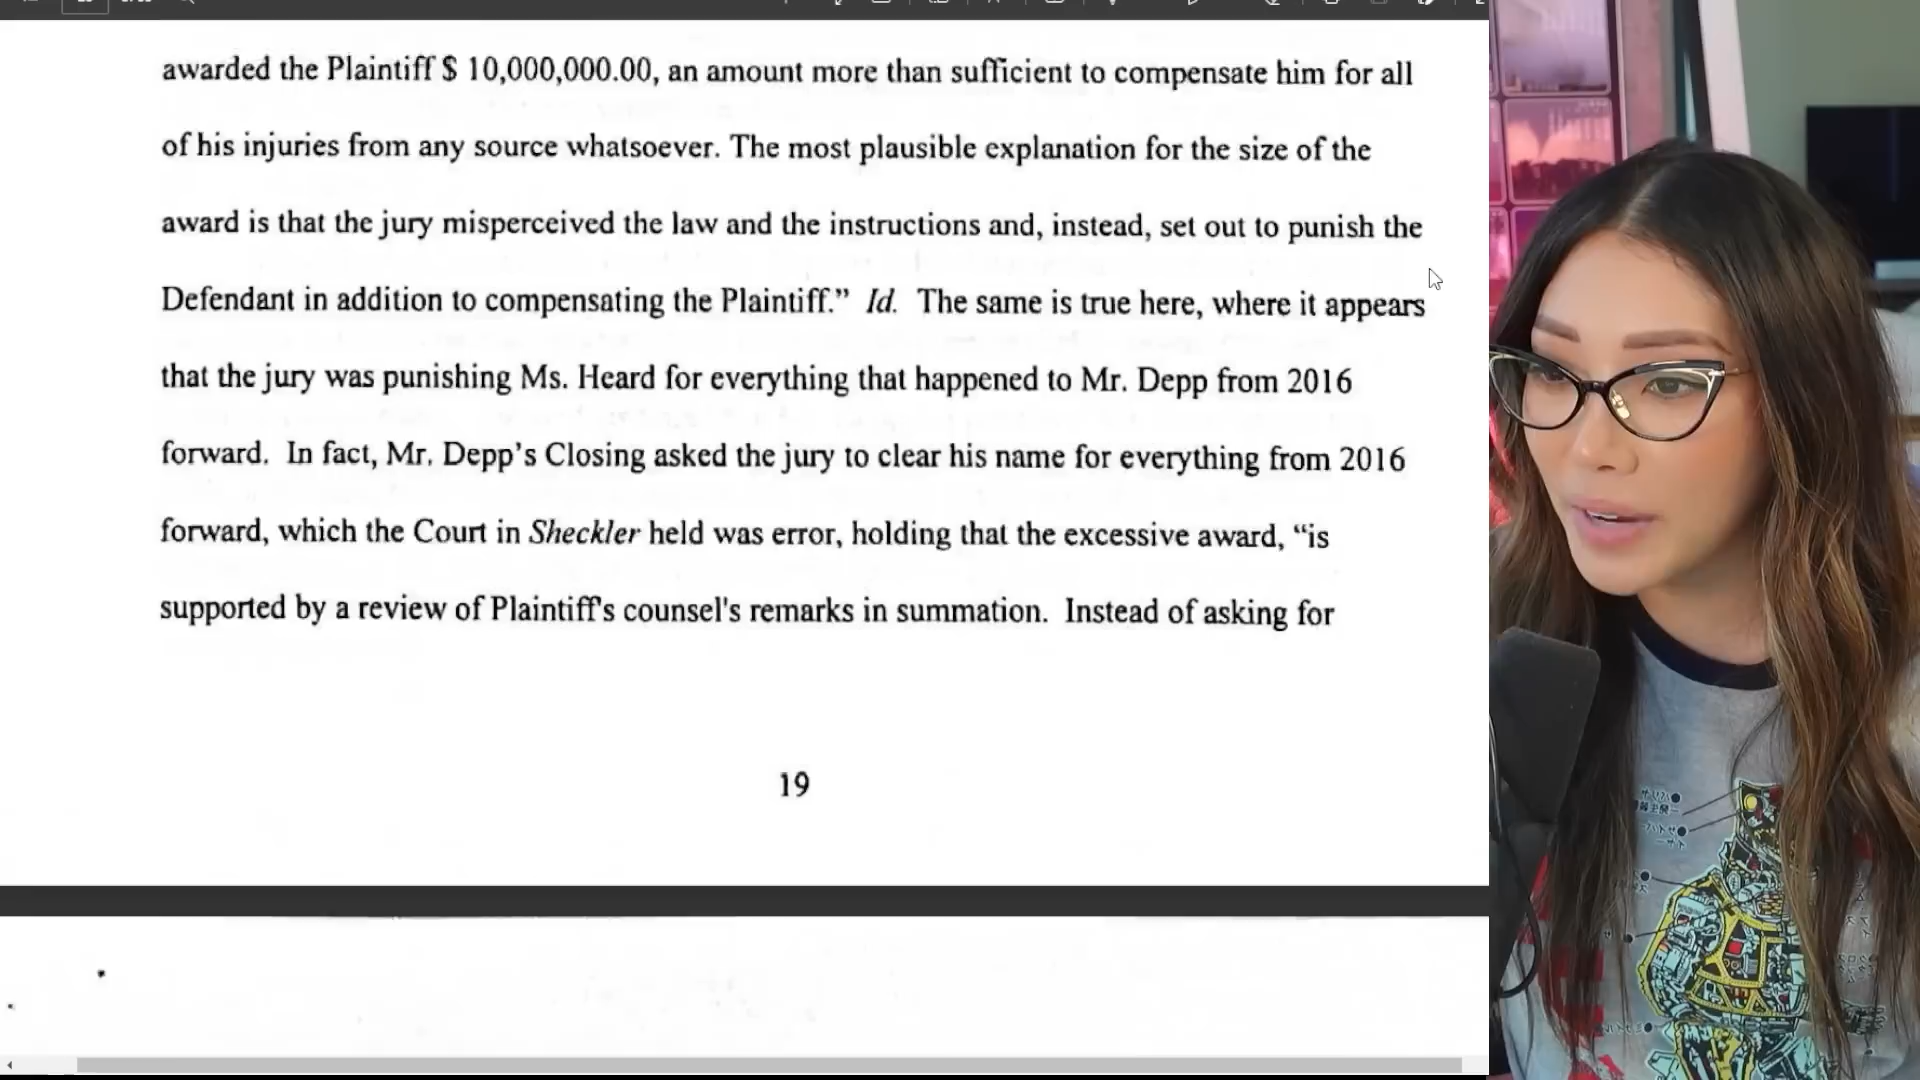 awarded the Plaintiff $ 10,000,000.00, an amount more than sufficient to compensate him for all
of his injuries from any source whatsoever. The most plausible explanation for the size of the
award is that the jury misperceived the law and the instructions and, instead, set out to punish the
Defendant in addition to compensating the Plaintiff.” Id. The same is true here, where it appears
that the jury was punishing Ms. Heard for everything that happened to Mr. Depp from 2016
forward. In fact, Mr. Depp’s Closing asked the jury to clear his name for everything from 2016
forward, which the Court in Sheckler held was error, holding that the excessive award, “is
supported by a review of Plaintiff's counsel's remarks in summation. Instead of asking for
19